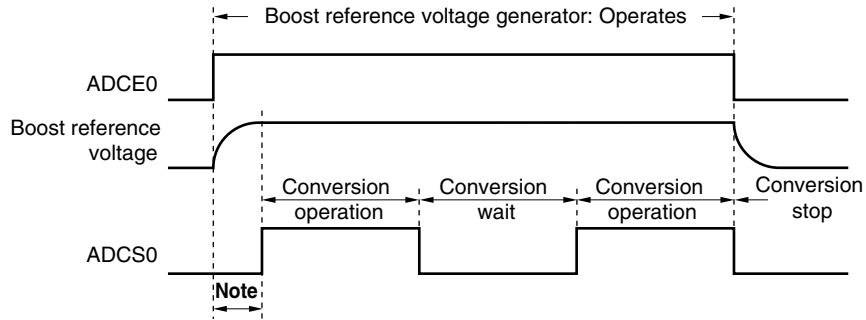 Boost reference voltage generator: Operates
ADCE0
Boost reference
voltage
Conversion
operation
Conversion
wait
Conversion
operation
Conversion
stop
ADCS0
Note